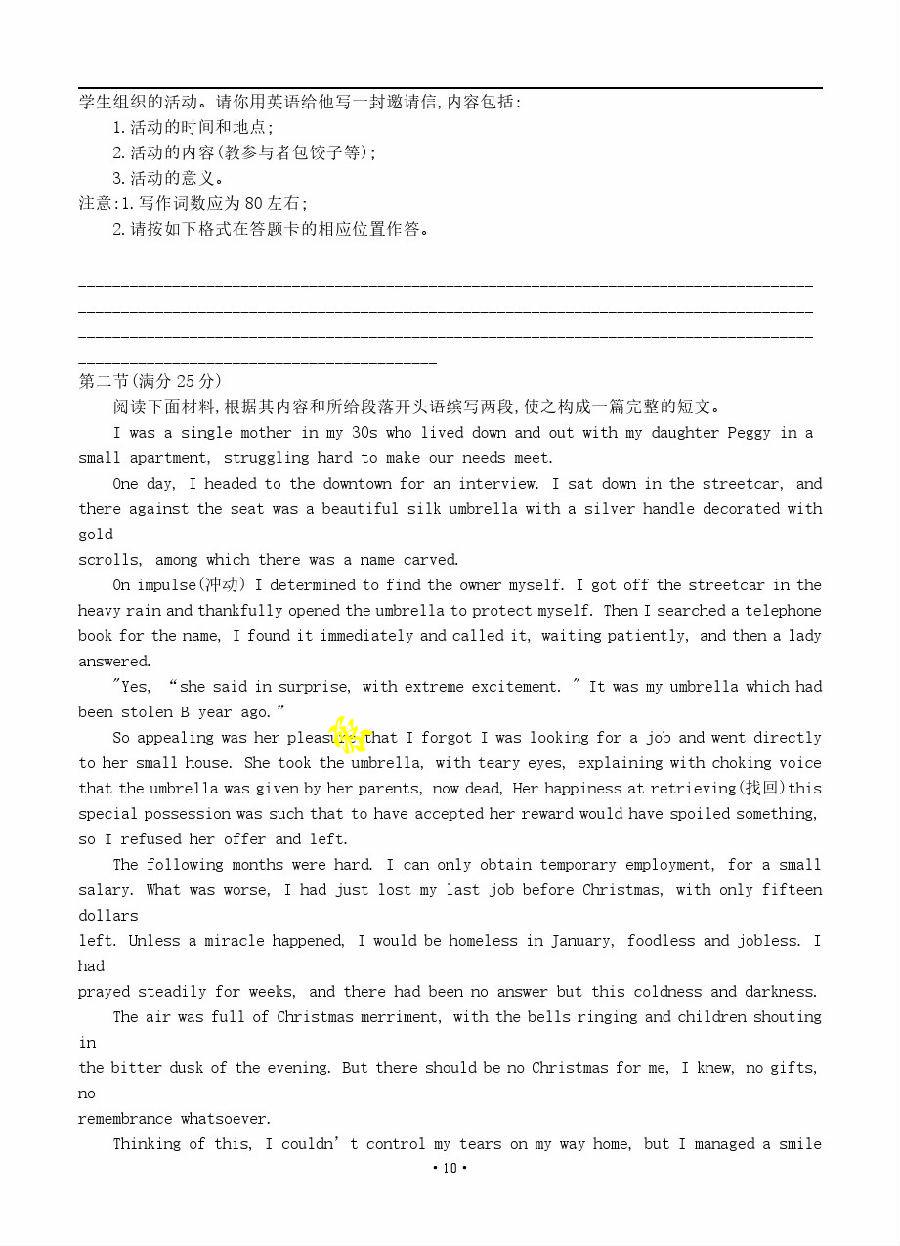 学生组织的活动。请你用英语给他写一封邀请信,内容包括:
1.活动的时间和地点;
2.活动的内容(教参与者包饺子等);
3.活动的意义。
注意:1.写作词数应为80左右;
2.请按如下格式在答题卡的相应位置作答。
________________________________________________________________________________________
________________________________________________________________________________________
________________________________________________________________________________________
___________________________________________
第二节(满分25分)
阅读下面材料,根据其内容和所给段落开头语缤写两段,使之构成一篇完整的短文。
I was a single mother in my 30s who lived down and out with my daughter Peggy in a
small apartment, struggling hard to make our needs meet.
One day, I headed to the downtown for an interview. I sat down in the streetcar, and
there against the seat was a beautiful silk umbrella with a silver handle decorated with
gold
scrolls, among which there was a name carved.
On impulse(冲动) I determined to find the owner myself. I got off the streetcar in the
heavy rain and thankfully opened the umbrella to protect myself. Then I searched a telephone
book for the name, I found it immediately and called it, waiting patiently, and then a lady
answered.
"Yes, “she said in surprise, with extreme excitement. " It was my umbrella which had
been stolen B year ago. "
So appealing was her pleasure that I forgot I was looking for a job and went directly
to her small house. She took the umbrella, with teary eyes, explaining with choking voice
that the umbrella was given by her parents, now dead, Her happiness at retrieving(找回)this
special possession was such that to have accepted her reward would have spoiled something,
so I refused her offer and left.
The following months were hard. I can only obtain temporary employment, for a small
salary. What was worse, I had just lost my last job before Christmas, with only fifteen
dollars
left. Unless a miracle happened, I would be homeless in January, foodless and jobless. I
had
prayed steadily for weeks, and there had been no answer but this coldness and darkness.
The air was full of Christmas merriment, with the bells ringing and children shouting
in
the bitter dusk of the evening. But there should be no Christmas for me, I knew, no gifts,
no
remembrance whatsoever.
Thinking of this, I couldn’t control my tears on my way home, but I managed a smile
·10·